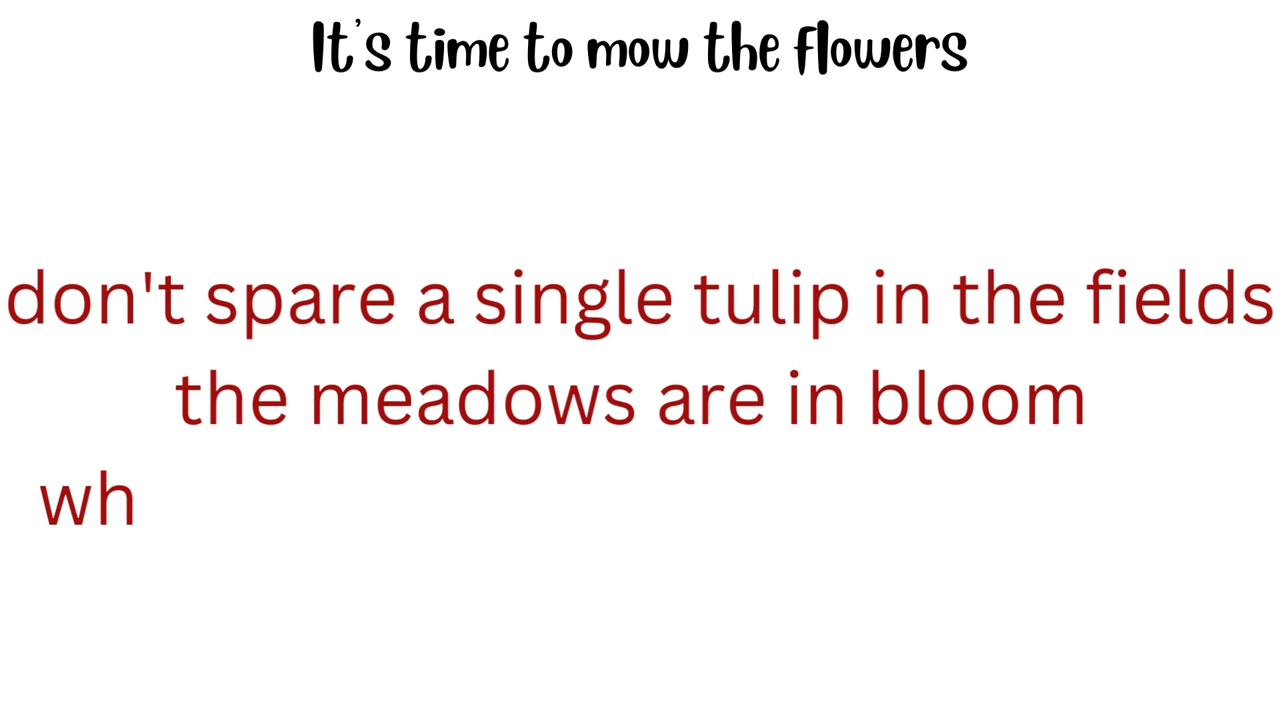 It's time to mow the flowers
don't spare a single tulip in the fields
the meadows are in bloom
wh